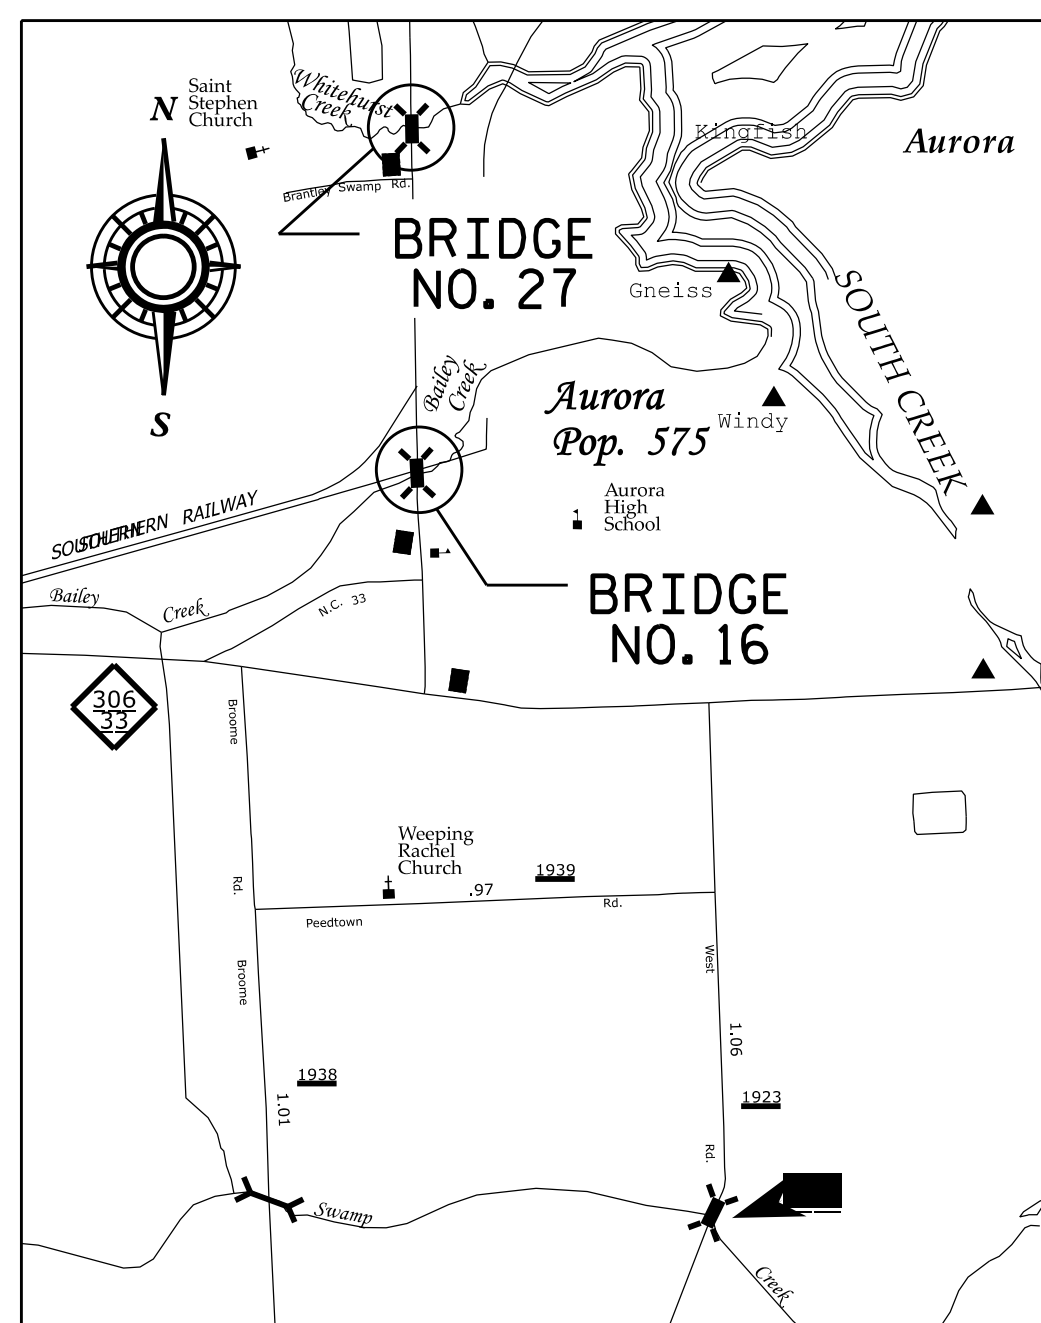 Whitehurst
Creek
Saint
Stephen
Church
N
Kingfish
Aurora
Brantley Swamp Rd.
BRIDGE
NO. 27
Gneiss
SOUTH CREEK
Bailey
Creek
Aurora
Pop. 575
Windy
S
Aurora
High
School
SOUTHERN
SOUTHERN RAILWAY
Bailey
Creek
N.C. 33
BRIDGE
NO. 16
306
33
Broome
Weeping
Rachel
Church
1939
.97
Rd.
Rd.
Peedtown
Broome
West
1.06
1938
1.01
1923
Rd.
Swamp
Creek